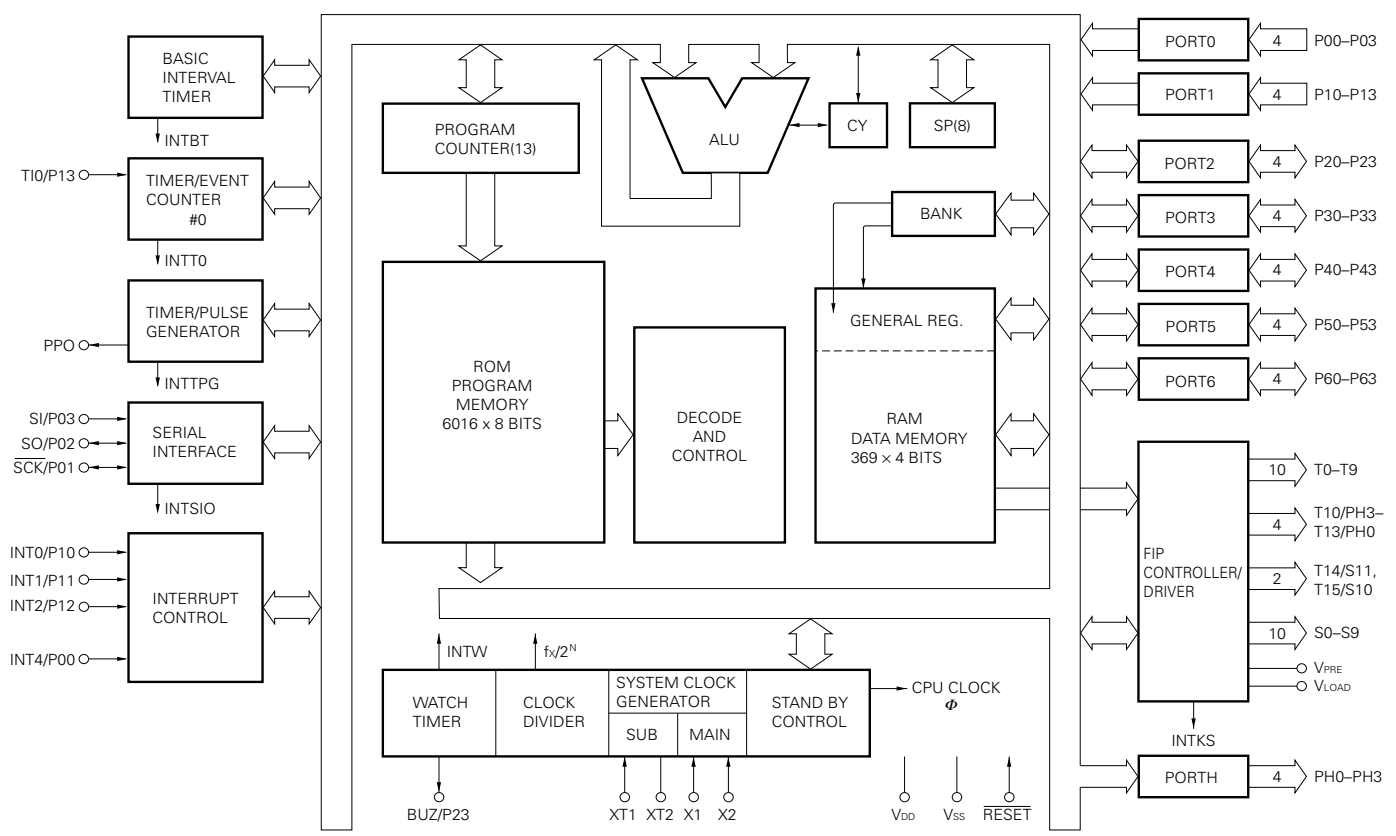 BASIC
INTERVAL
TIMER
INTBT
TI0/P13
TIMER/EVENT
COUNTER
#0
INTT0
TIMER/PULSE
GENERATOR
PPO
INTTPG
SI/P03
SO/P02
SCK/P01
SERIAL
INTERFACE
INTSIO
INT0/P10
INT1/P11
INT2/P12
INT4/P00
INTERRUPT
CONTROL
PROGRAM
COUNTER(13)
ALU
CY
SP(8)
BANK
ROM
PROGRAM
MEMORY
6016 x 8 BITS
DECODE
AND
CONTROL
GENERAL REG.
RAM
DATA MEMORY
369 × 4 BITS
INTW
fX/2N
WATCH
TIMER
CLOCK
DIVIDER
SYSTEM CLOCK
GENERATOR
SUB
MAIN
STAND BY
CONTROL
CPU CLOCK
Φ
BUZ/P23
XT1
XT2
X1
X2
VDD
VSS
RESET
PORT0
4
P00–P03
PORT1
4
P10–P13
PORT2
4
P20–P23
PORT3
4
P30–P33
PORT4
4
P40–P43
PORT5
4
P50–P53
PORT6
4
P60–P63
FIP
CONTROLLER/
DRIVER
10
T0–T9
4
T10/PH3–
T13/PH0
2
T14/S11,
T15/S10
10
S0–S9
VPRE
VLOAD
INTKS
PORTH
4
PH0–PH3